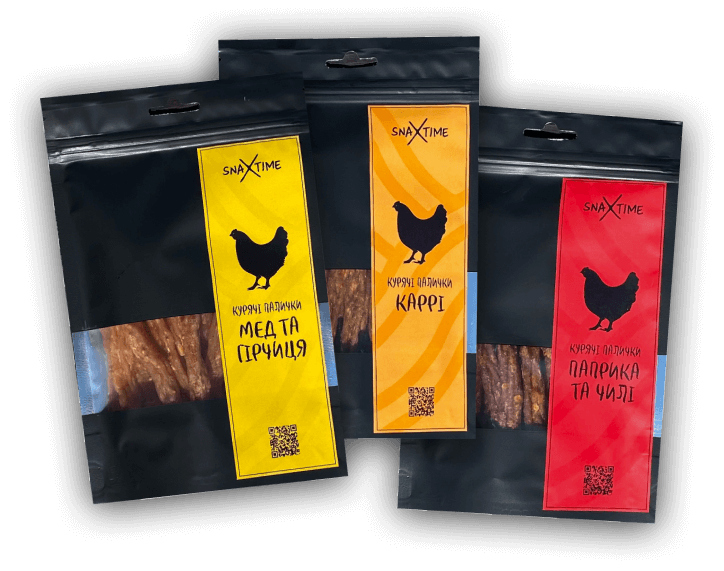 SNAXTIME
КУРЯЧІ ПАЛИЧКИ
МЕД ТА
ГІРЧИЦЯ
SNAXTIME
КУРЯЧІ ПАЛИЧКИ
КАРРІ
SNAXTIME
КУРЯЧІ ПАЛИЧКИ
ПАПРИКА
ТА ЧИЛІ